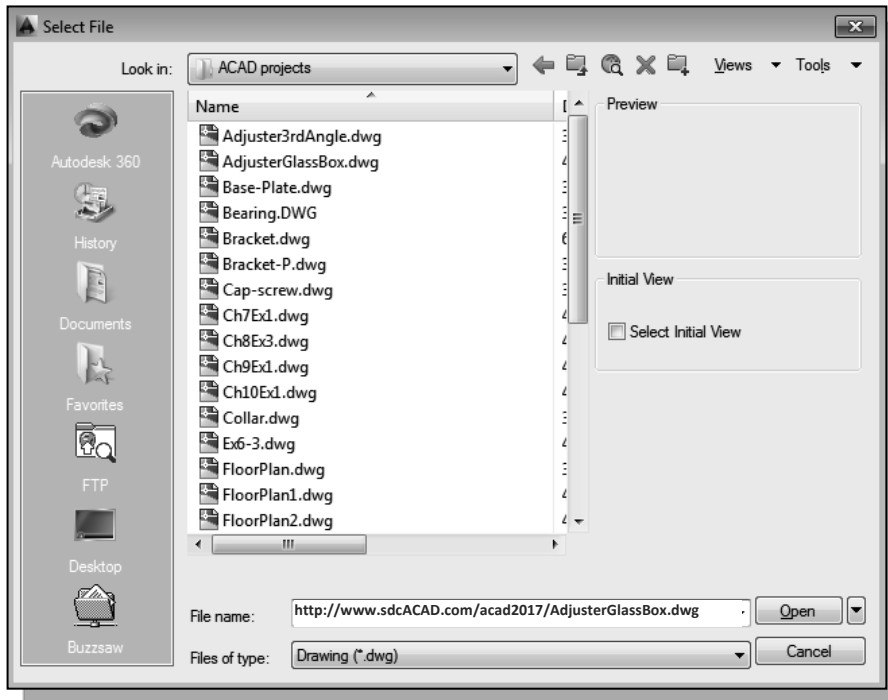 Select File
Look in: ACAD projects Views Tools
Name
Adjuster3rdAngle.dwg
AdjusterGlassBox.dwg
Base-Plate.dwg
Bearing.DWG
Bracket.dwg
Bracket-P.dwg
Cap-screw.dwg
Ch7Ex1.dwg
Ch8Ex3.dwg
Ch9Ex1.dwg
Ch10Ex1.dwg
Collar.dwg
Ex6-3.dwg
FloorPlan.dwg
FloorPlan1.dwg
FloorPlan2.dwg
Autodesk 360
History
Documents
Favorites
FTP
Desktop
Buzzsaw
Preview
Initial View
Select Initial View
File name: http://www.sdcACAD.com/acad2017/AdjusterGlassBox.dwg Open
Files of type: Drawing (*.dwg) Cancel